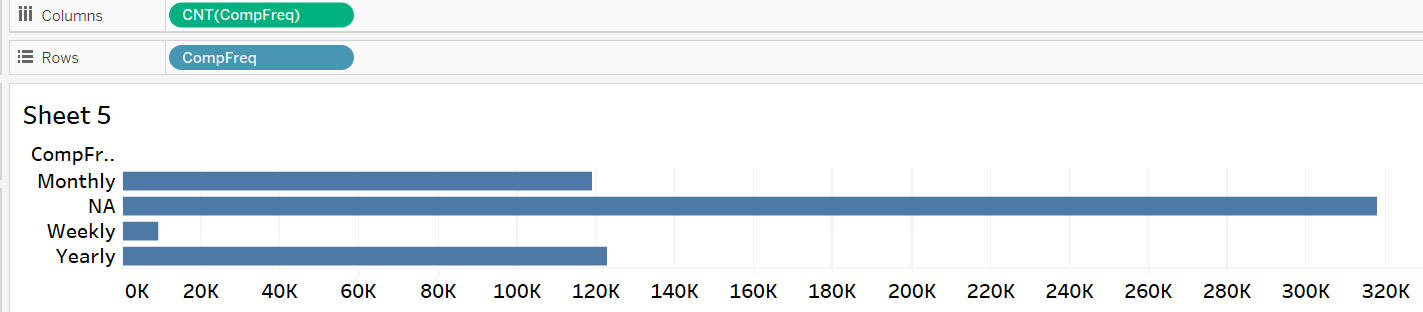 Columns CNT(CompFreq)
Rows CompFreq
Sheet 5
CompFr..
Monthly
NA
Weekly
Yearly
0K 20K 40K 60K 80K 100K 120K 140K 160K 180K 200K 220K 240K 260K 280K 300K 320K